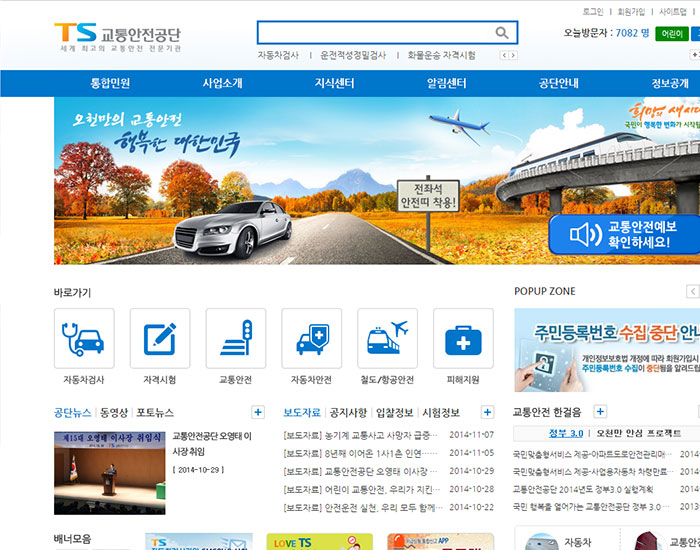 로그인 | 회원가입 | 사이트맵 |
TS 교통안전공단
세계 최고의 교통안전 전문기관
오늘방문자 : 7082 명 어린이
자동차검사 | 운전적성정밀검사 | 화물운송 자격시험
통합민원 사업소개 지식센터 알림센터 공단안내 정보공개
오천만의 교통안전
행복한 대한민국
희망의 새시대
국민이 행복한 변화가 시작됩
전좌석
안전띠 착용!
교통안전예보
확인하세요!
바로가기
POPUP ZONE
주민등록번호 수집 중단 안내
개인정보보호법 개정에 따라 회원가입시
주민등록번호 수집이 중단됨을 알려드립
자동차검사 자격시험 교통안전 자동차안전 철도/항공안전 피해지원
공단뉴스 | 동영상 | 포토뉴스
제15대 오영태 이사장 취임식
교통안전공단 오영태 이
사장 취임
[ 2014-10-29 ]
보도자료 | 공지사항 | 입찰정보 | 시험정보
[보도자료] 농기계 교통사고 사망자 급증… 2014-11-07
[보도자료] 8년째 이어온 1사1촌 인연… 2014-11-05
[보도자료] 교통안전공단 오영태 이사장 … 2014-10-29
[보도자료] 어린이 교통안전, 우리가 지킨… 2014-10-28
[보도자료] 안전운전 실천, 우리 모두 함께… 2014-10-22
교통안전 한걸음
정부 3.0 | 오천만 안심 프로젝트
국민맞춤형서비스 제공-아파트도로안전관리매… 2014-
국민맞춤형서비스 제공-사업용자동차 차령만료… 2014-
교통안전공단 2014년도 정부3.0 실행계획 2014-
국민 행복을 열어가는 교통안전공단 정부 3.0 … 2013-
배너모음
LOVE TS
자동차
교통안전